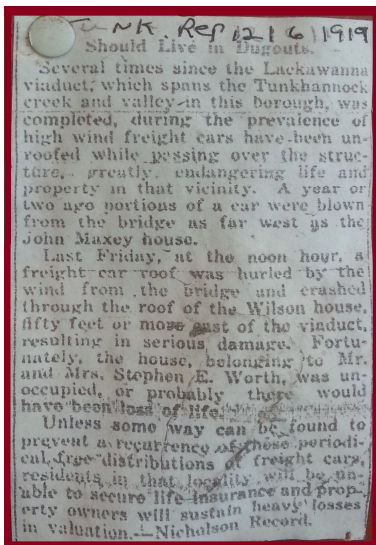 Tunk. Rep 12 16 1919
Should Live in Dugouts.
Several times since the Lackawanna
viaduct, which spans the Tunkhannock
creek and valley in this borough, was
completed, during the prevalence of
high wind freight cars have been un-
roofed while passing over the struc-
ture, greatly endangering life and
property in that vicinity. A year or
two ago portions of a car were blown
from the bridge as far west as the
John Maxey house.
Last Friday, at the noon hour, a
freight car roof was hurled by the
wind from the bridge and crashed
through the roof of the Wilson house,
fifty feet or more east of the viaduct,
resulting in serious damage. Fortu-
nately, the house, belonging to Mr.
and Mrs. Stephen E. Worth, was un-
occupied, or probably there would
have been loss of life.
Unless some way can be found to
prevent a recurrence of these periodi-
cal, free distributions of freight cars,
residents in that locality will be un-
able to secure life insurance and prop-
erty owners will sustain heavy losses
in valuation.—Nicholson Record.